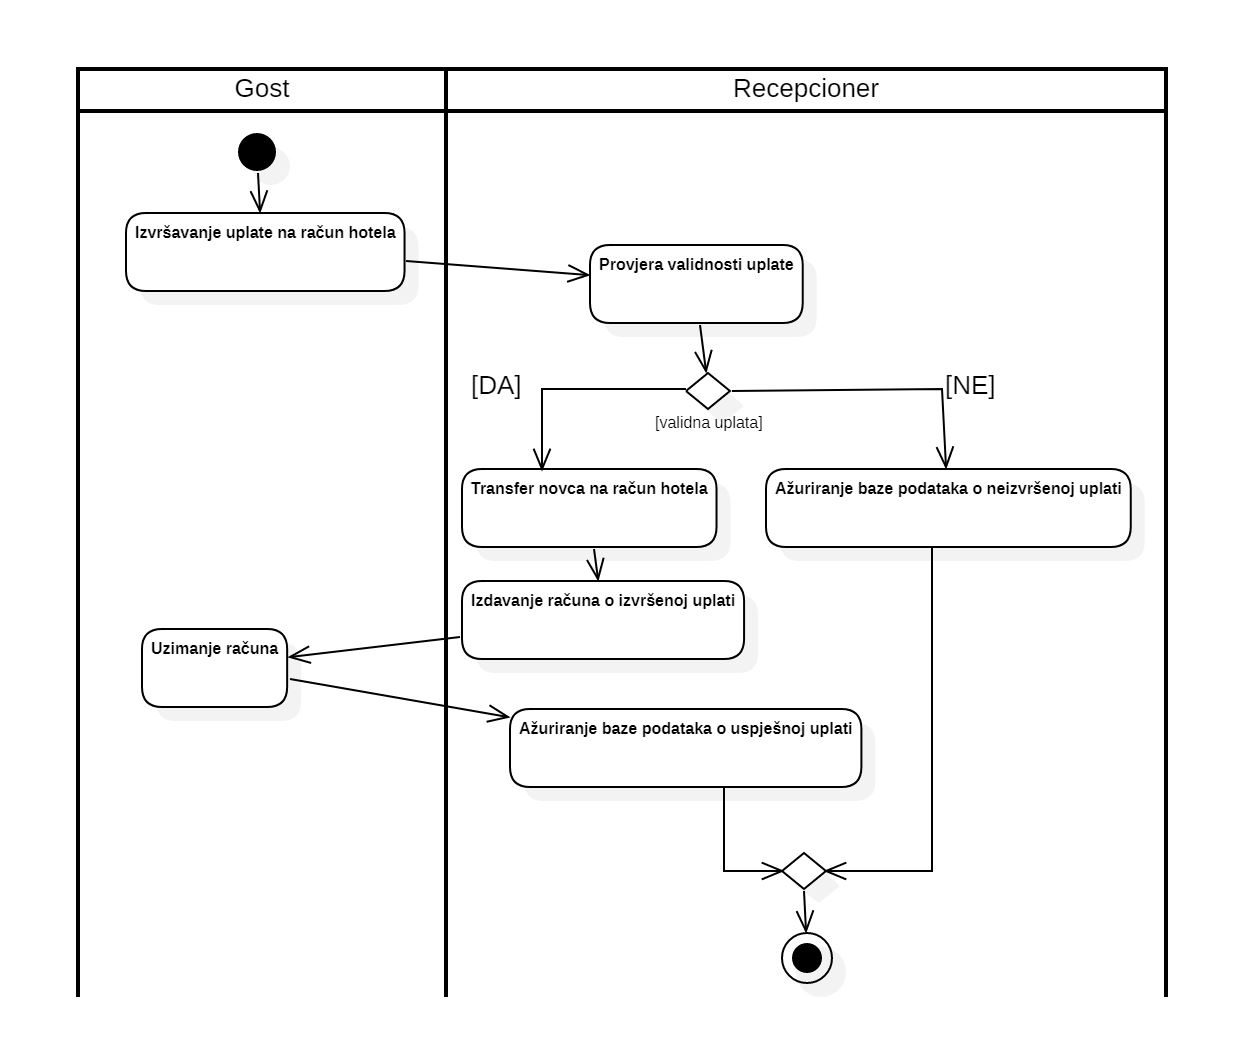 Gost
Recepcioner
Izvršavanje uplate na račun hotela
Provjera validnosti uplate
[DA]
[NE]
[validna uplata]
Transfer novca na račun hotela
Ažuriranje baze podataka o neizvršenoj uplati
Izdavanje računa o izvršenoj uplati
Uzimanje računa
Ažuriranje baze podataka o uspješnoj uplati